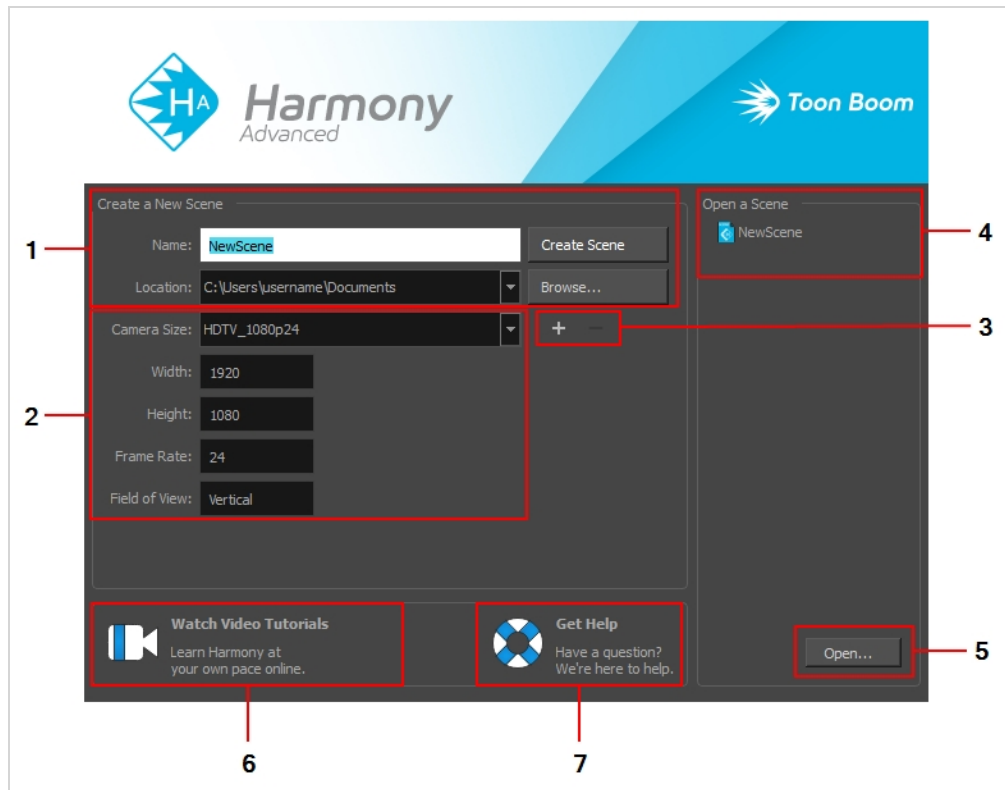 HA
Harmony
Advanced
Toon Boom
Create a New Scene
Name: NewScene Create Scene
Location: C:\Users\username\Documents Browse...
Camera Size: HDTV_1080p24 + −
Width: 1920
Height: 1080
Frame Rate: 24
Field of View: Vertical
Open a Scene
NewScene
Open...
Watch Video Tutorials
Learn Harmony at
your own pace online.
Get Help
Have a question?
We're here to help.
1
2
3
4
5
6
7